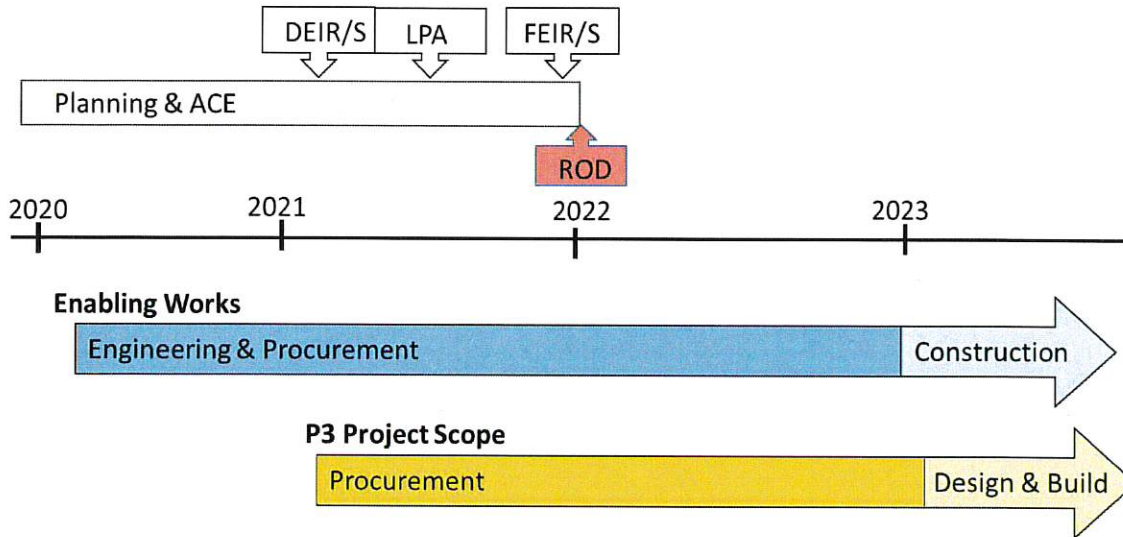 DEIR/S
LPA
FEIR/S
Planning & ACE
ROD
2020
2021
2022
2023
Enabling Works
Engineering & Procurement
Construction
P3 Project Scope
Procurement
Design & Build